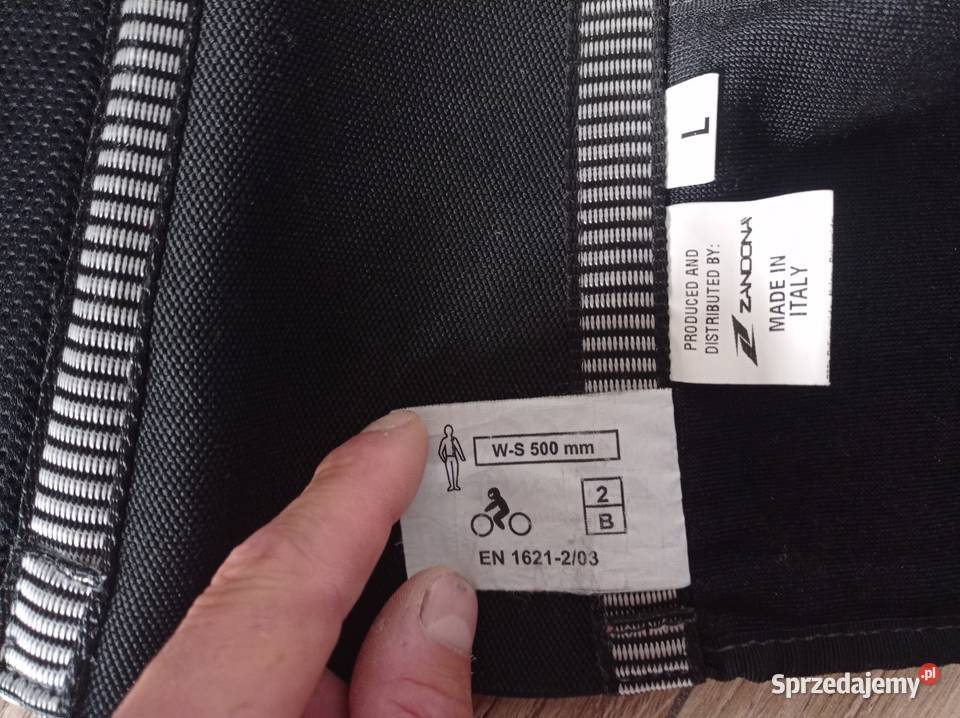 L
PRODUCED AND
DISTRIBUTED BY:
ZANDONA
MADE IN
ITALY
W-S 500 mm
2
B
EN 1621-2/03
Sprzedajemy.pl